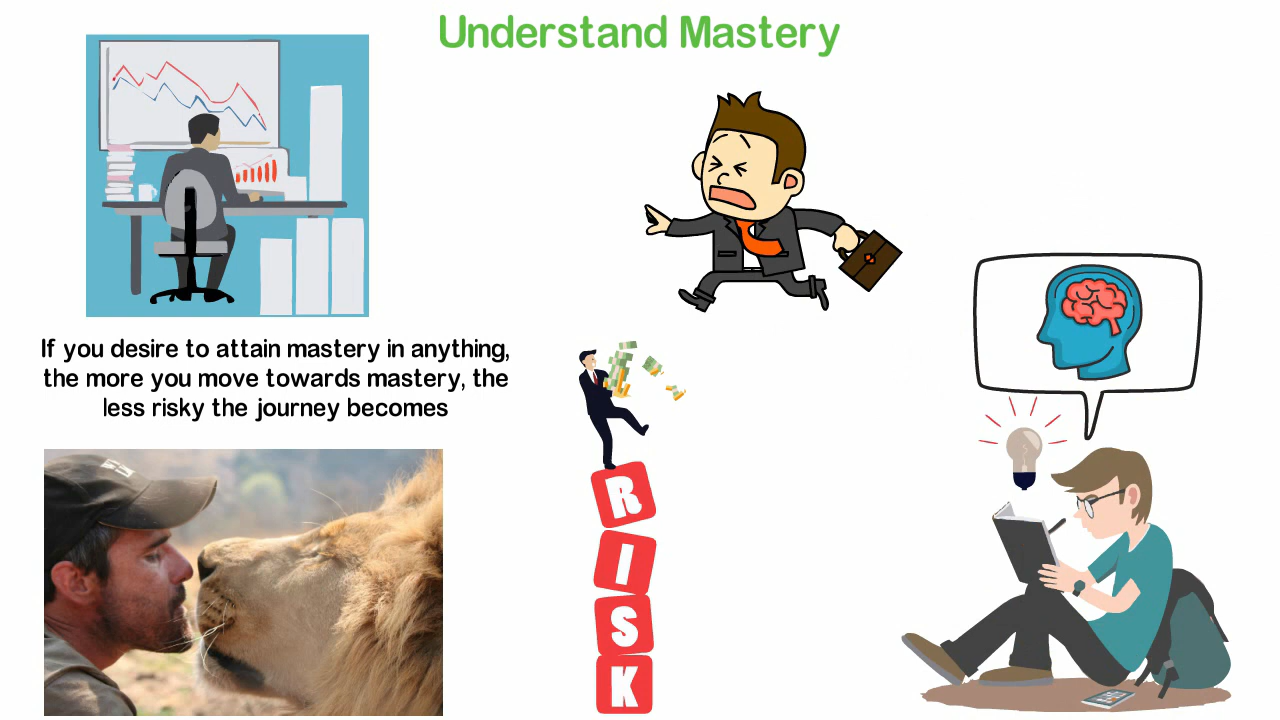 Understand Mastery
If you desire to attain mastery in anything,
the more you move towards mastery, the
less risky the journey becomes
R
I
S
K